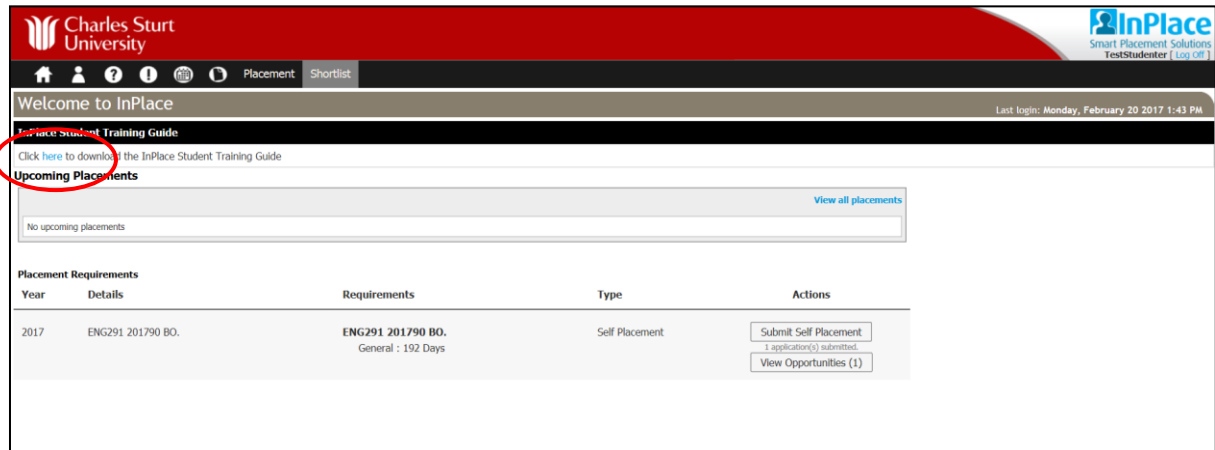 Charles Sturt
University
InPlace
Smart Placement Solutions
TestStudenter [ Log Off ]
Placement Shortlist
Welcome to InPlace
Last login: Monday, February 20 2017 1:43 PM
InPlace Student Training Guide
Click here to download the InPlace Student Training Guide
Upcoming Placements
View all placements
No upcoming placements
Placement Requirements
Year Details Requirements Type Actions
2017 ENG291 201790 BO. ENG291 201790 BO. Self Placement Submit Self Placement
General : 192 Days 1 application(s) submitted.
View Opportunities (1)